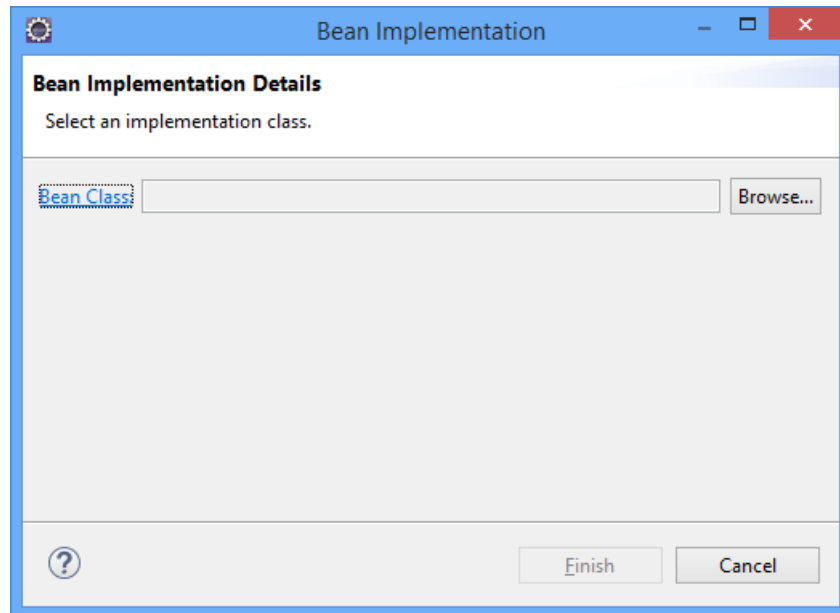 Bean Implementation
Bean Implementation Details
Select an implementation class.
Bean Class: Browse...
? Finish Cancel